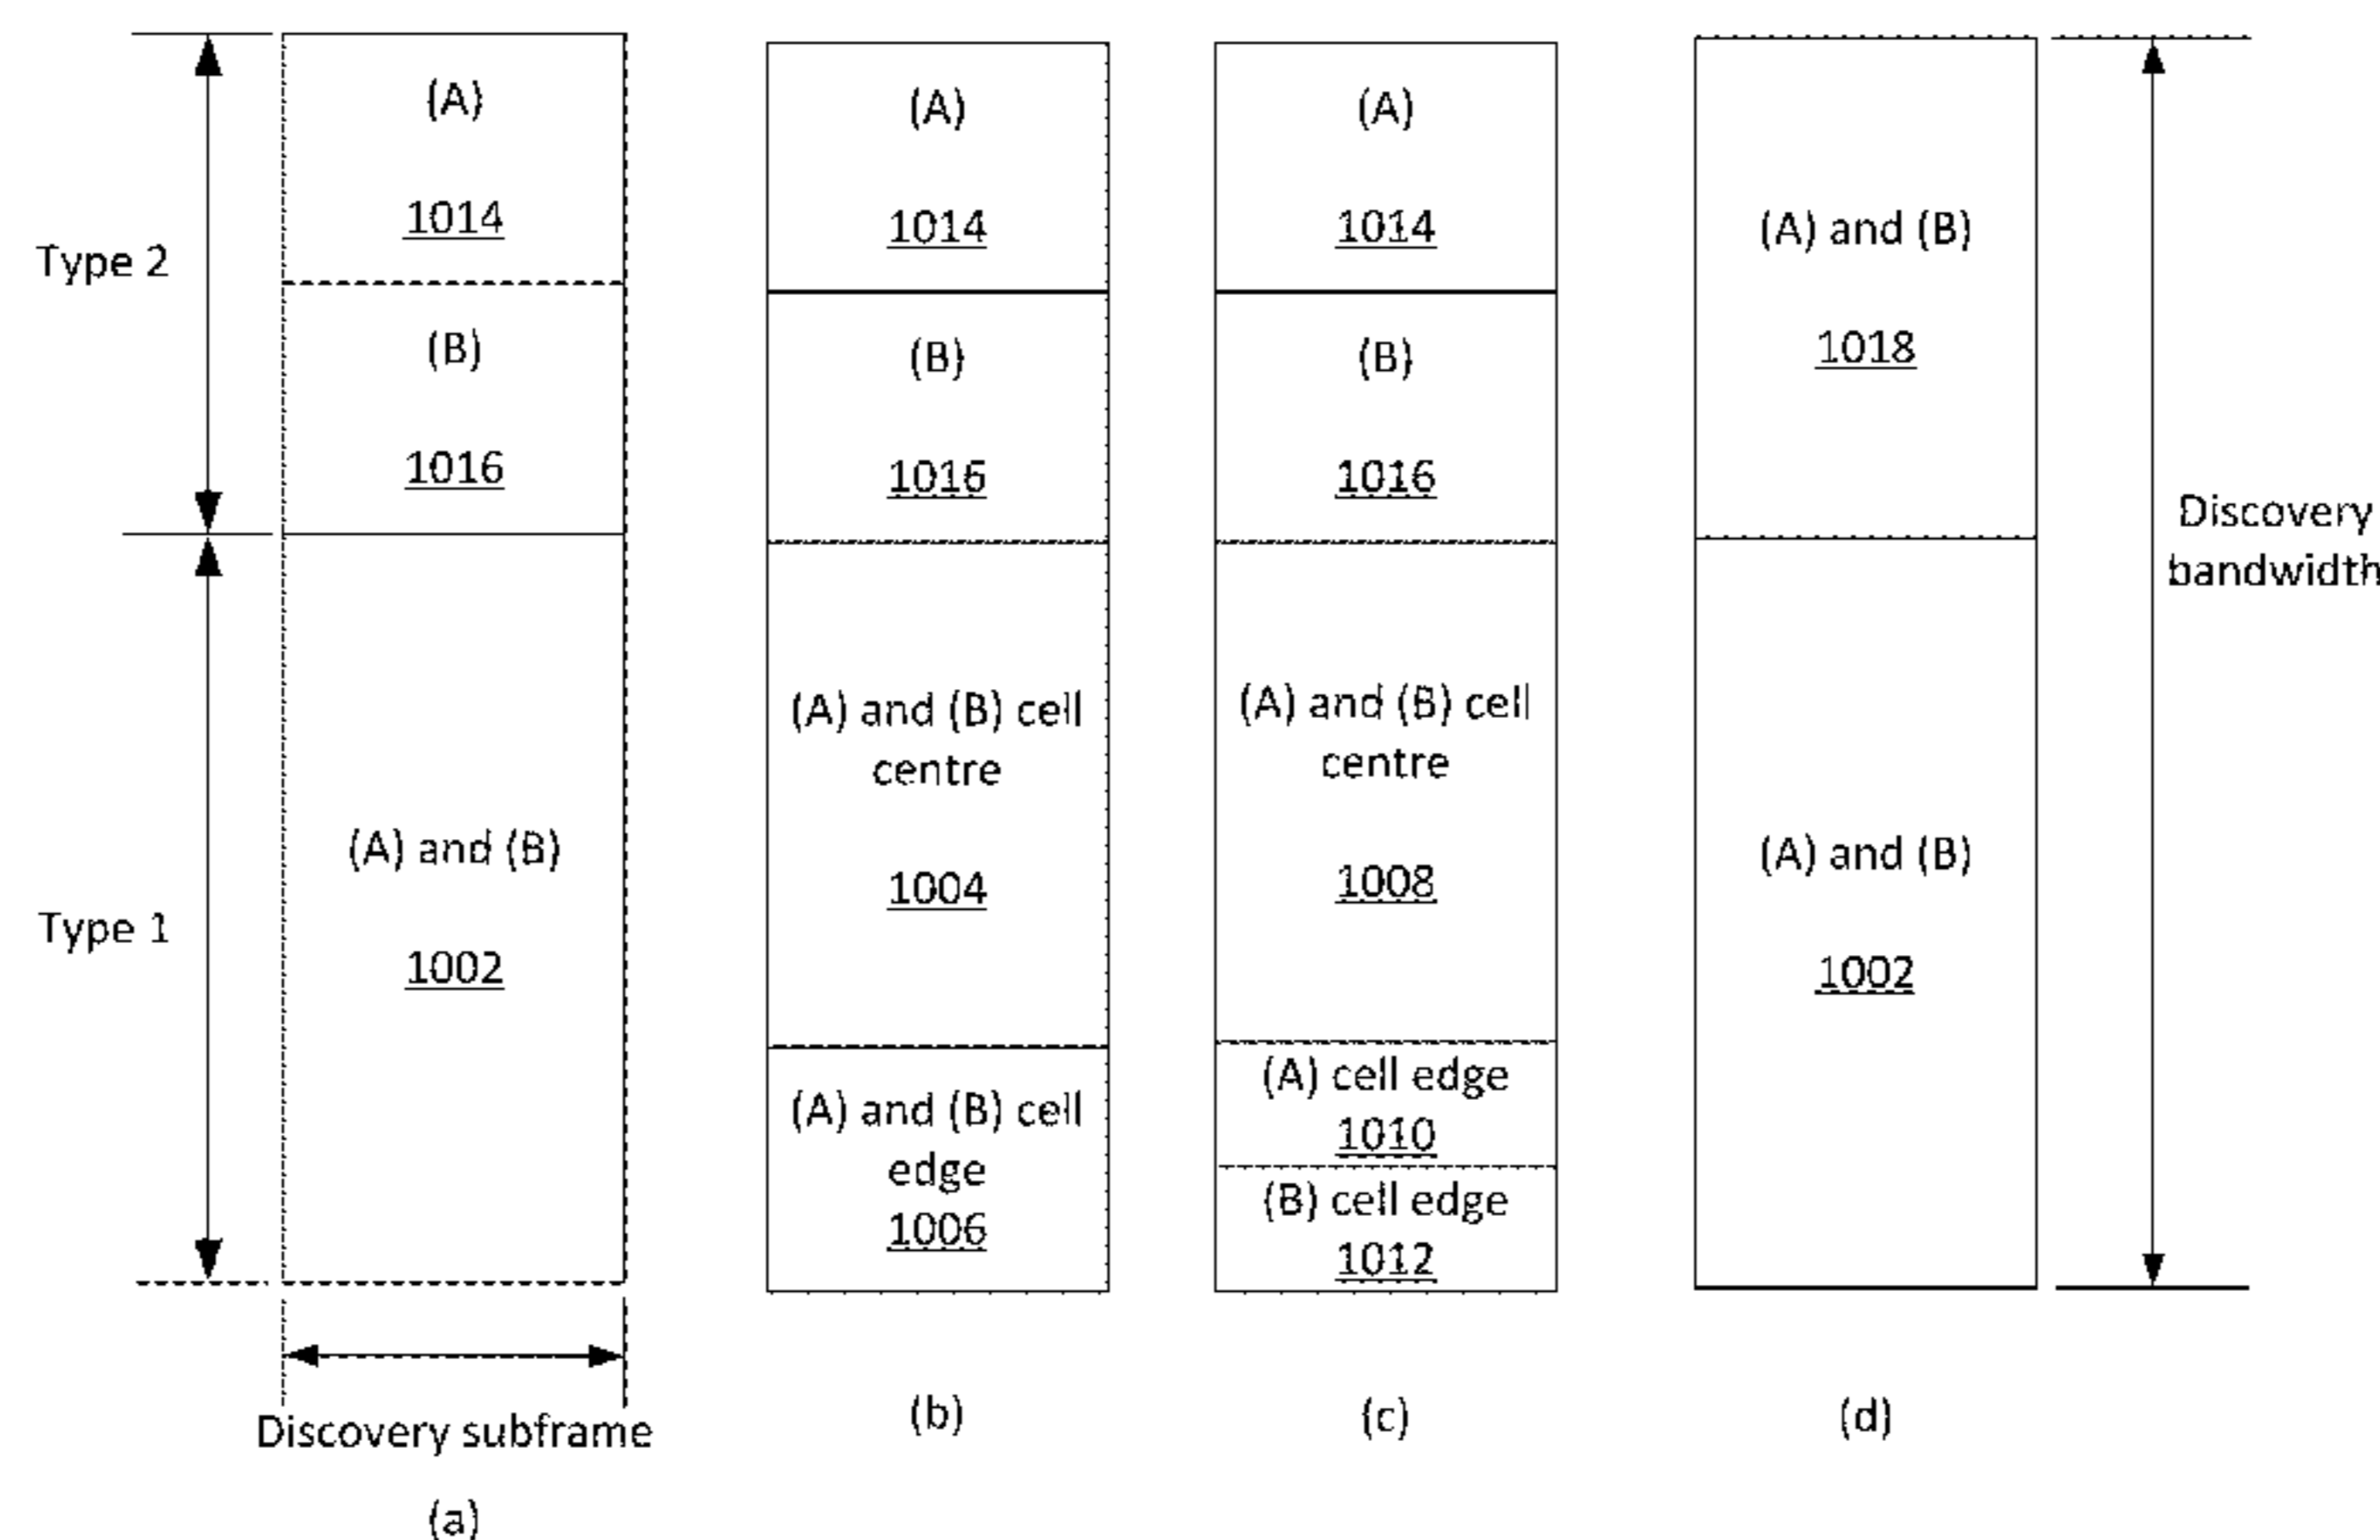 Type 2
Type 1
(A)
1014
(B)
1016
(A) and (B)
1002
Discovery subframe
(a)
(A)
1014
(B)
1016
(A) and (B) cell
centre
1004
(A) and (B) cell
edge
1006
(b)
(A)
1014
(B)
1016
(A) and (B) cell
centre
1008
(A) cell edge
1010
(B) cell edge
1012
(c)
(A) and (B)
1018
(A) and (B)
1002
(d)
Discovery
bandwidth